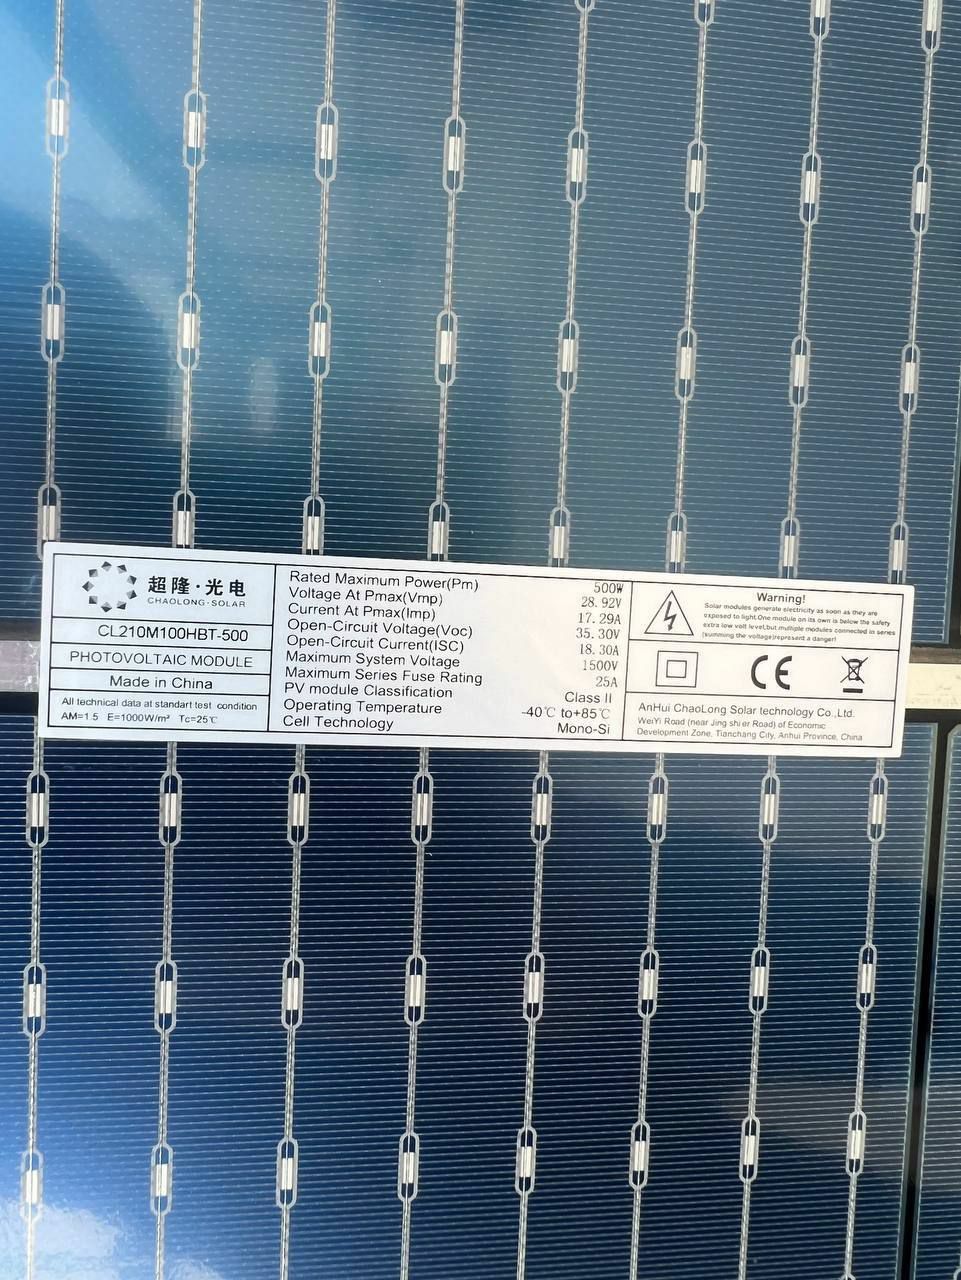 超隆·光电
CHAOLONG·SOLAR
CL210M100HBT-500
PHOTOVOLTAIC MODULE
Made in China
All technical data at standart test condition
AM=1.5 E=1000W/m² Tc=25℃
Rated Maximum Power(Pm) 500W
Voltage At Pmax(Vmp) 28.92V
Current At Pmax(Imp) 17.29A
Open-Circuit Voltage(Voc) 35.30V
Open-Circuit Current(ISC) 18.30A
Maximum System Voltage 1500V
Maximum Series Fuse Rating 25A
PV module Classification Class II
Operating Temperature -40℃ to+85℃
Cell Technology Mono-Si
Warning!
Solar modules generate electricity as soon as they are
exposed to light.One module on its own is below the safety
extra low volt level,but multiple modules connected in series
(summing the voltage)represent a danger!
CE
AnHui ChaoLong Solar technology Co.,Ltd.
WeiYi Road (near Jing shi er Road) of Economic
Development Zone, Tianchang City, Anhui Province, China